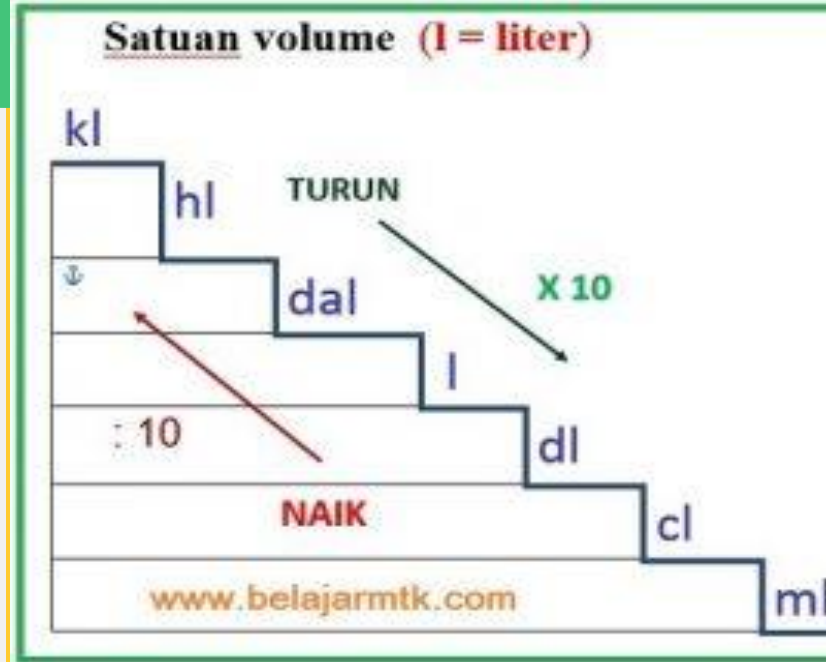 Satuan volume (l = liter)
kl
hl
TURUN
dal
X 10
l
: 10
dl
NAIK
cl
www.belajarmtk.com
ml